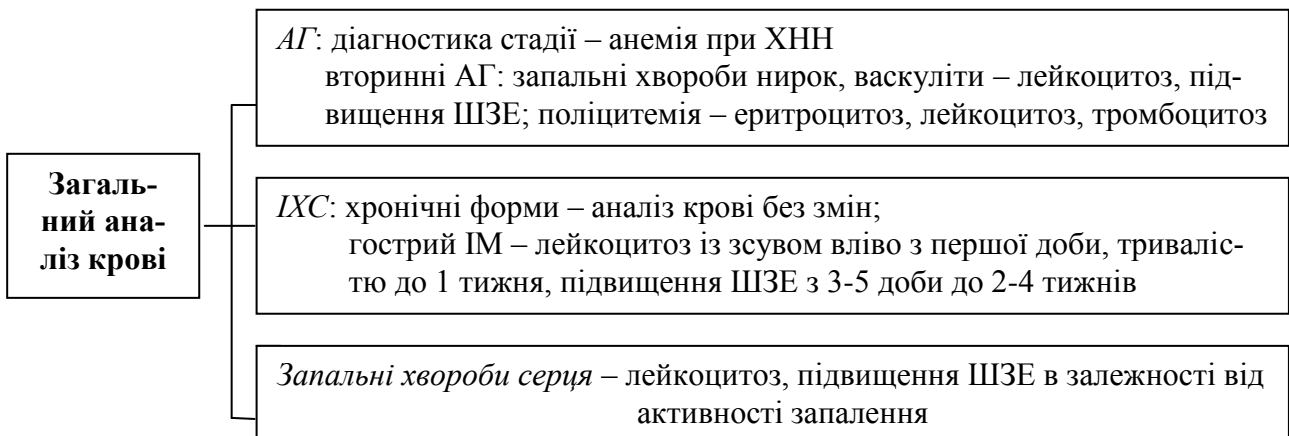 АГ: діагностика стадії – анемія при ХНН
вторинні АГ: запальні хвороби нирок, васкуліти – лейкоцитоз, під-
вищення ШЗЕ; поліцитемія – еритроцитоз, лейкоцитоз, тромбоцитоз
Загаль-
ний ана-
ліз крові
ІХС: хронічні форми – аналіз крові без змін;
гострий ІМ – лейкоцитоз із зсувом вліво з першої доби, триваліс-
тю до 1 тижня, підвищення ШЗЕ з 3-5 доби до 2-4 тижнів
Запальні хвороби серця – лейкоцитоз, підвищення ШЗЕ в залежності від
активності запалення